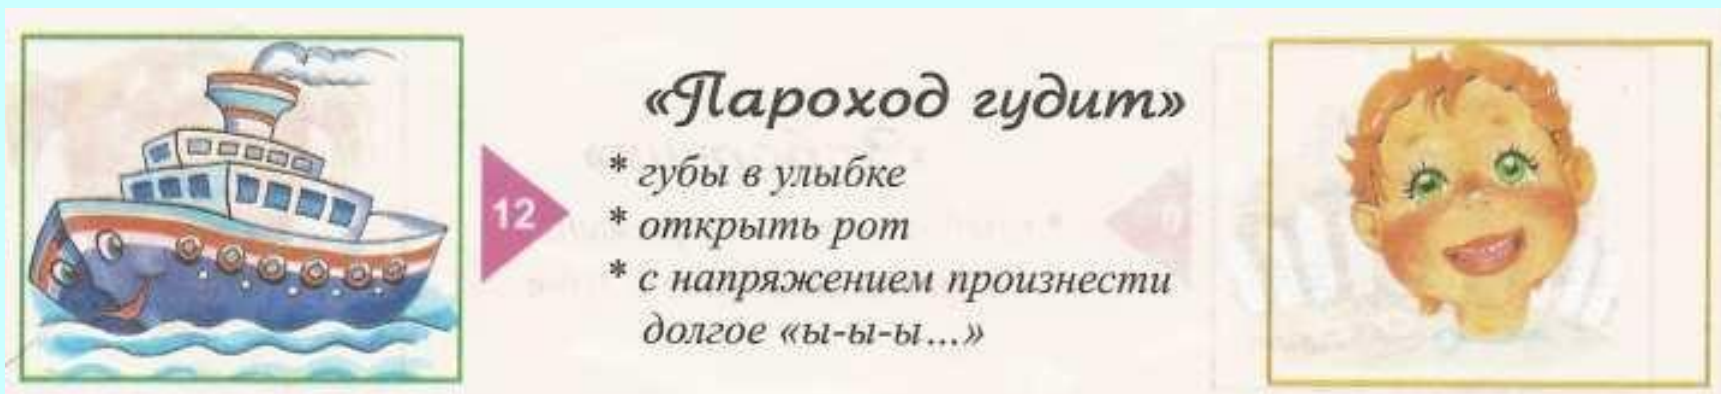 «Пароход гудит»
12
* губы в улыбке
* открыть рот
* с напряжением произнести
долгое «ы-ы-ы...»